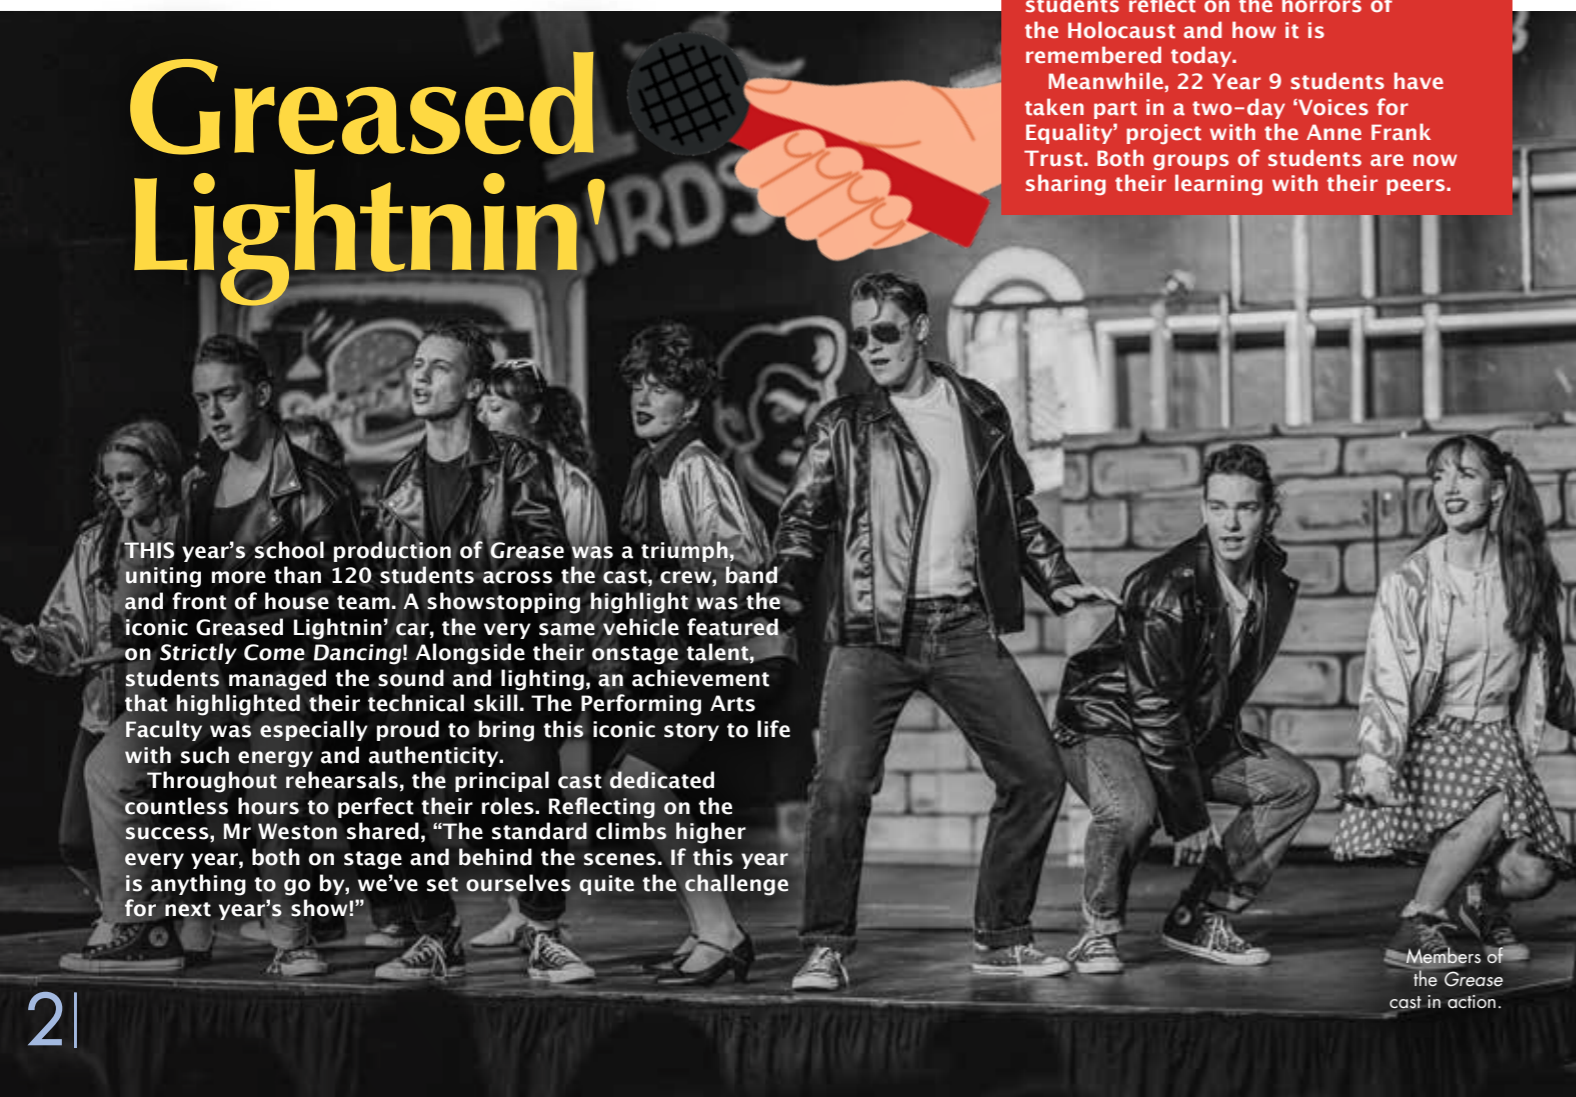 students reflect on the horrors of
the Holocaust and how it is
remembered today.
Meanwhile, 22 Year 9 students have
taken part in a two-day ‘Voices for
Equality’ project with the Anne Frank
Trust. Both groups of students are now
sharing their learning with their peers.
Greased
Lightnin'
BIRDS
THIS year’s school production of Grease was a triumph,
uniting more than 120 students across the cast, crew, band
and front of house team. A showstopping highlight was the
iconic Greased Lightnin’ car, the very same vehicle featured
on Strictly Come Dancing! Alongside their onstage talent,
students managed the sound and lighting, an achievement
that highlighted their technical skill. The Performing Arts
Faculty was especially proud to bring this iconic story to life
with such energy and authenticity.
Throughout rehearsals, the principal cast dedicated
countless hours to perfect their roles. Reflecting on the
success, Mr Weston shared, “The standard climbs higher
every year, both on stage and behind the scenes. If this year
is anything to go by, we’ve set ourselves quite the challenge
for next year’s show!”
Members of
the Grease
cast in action.
2|